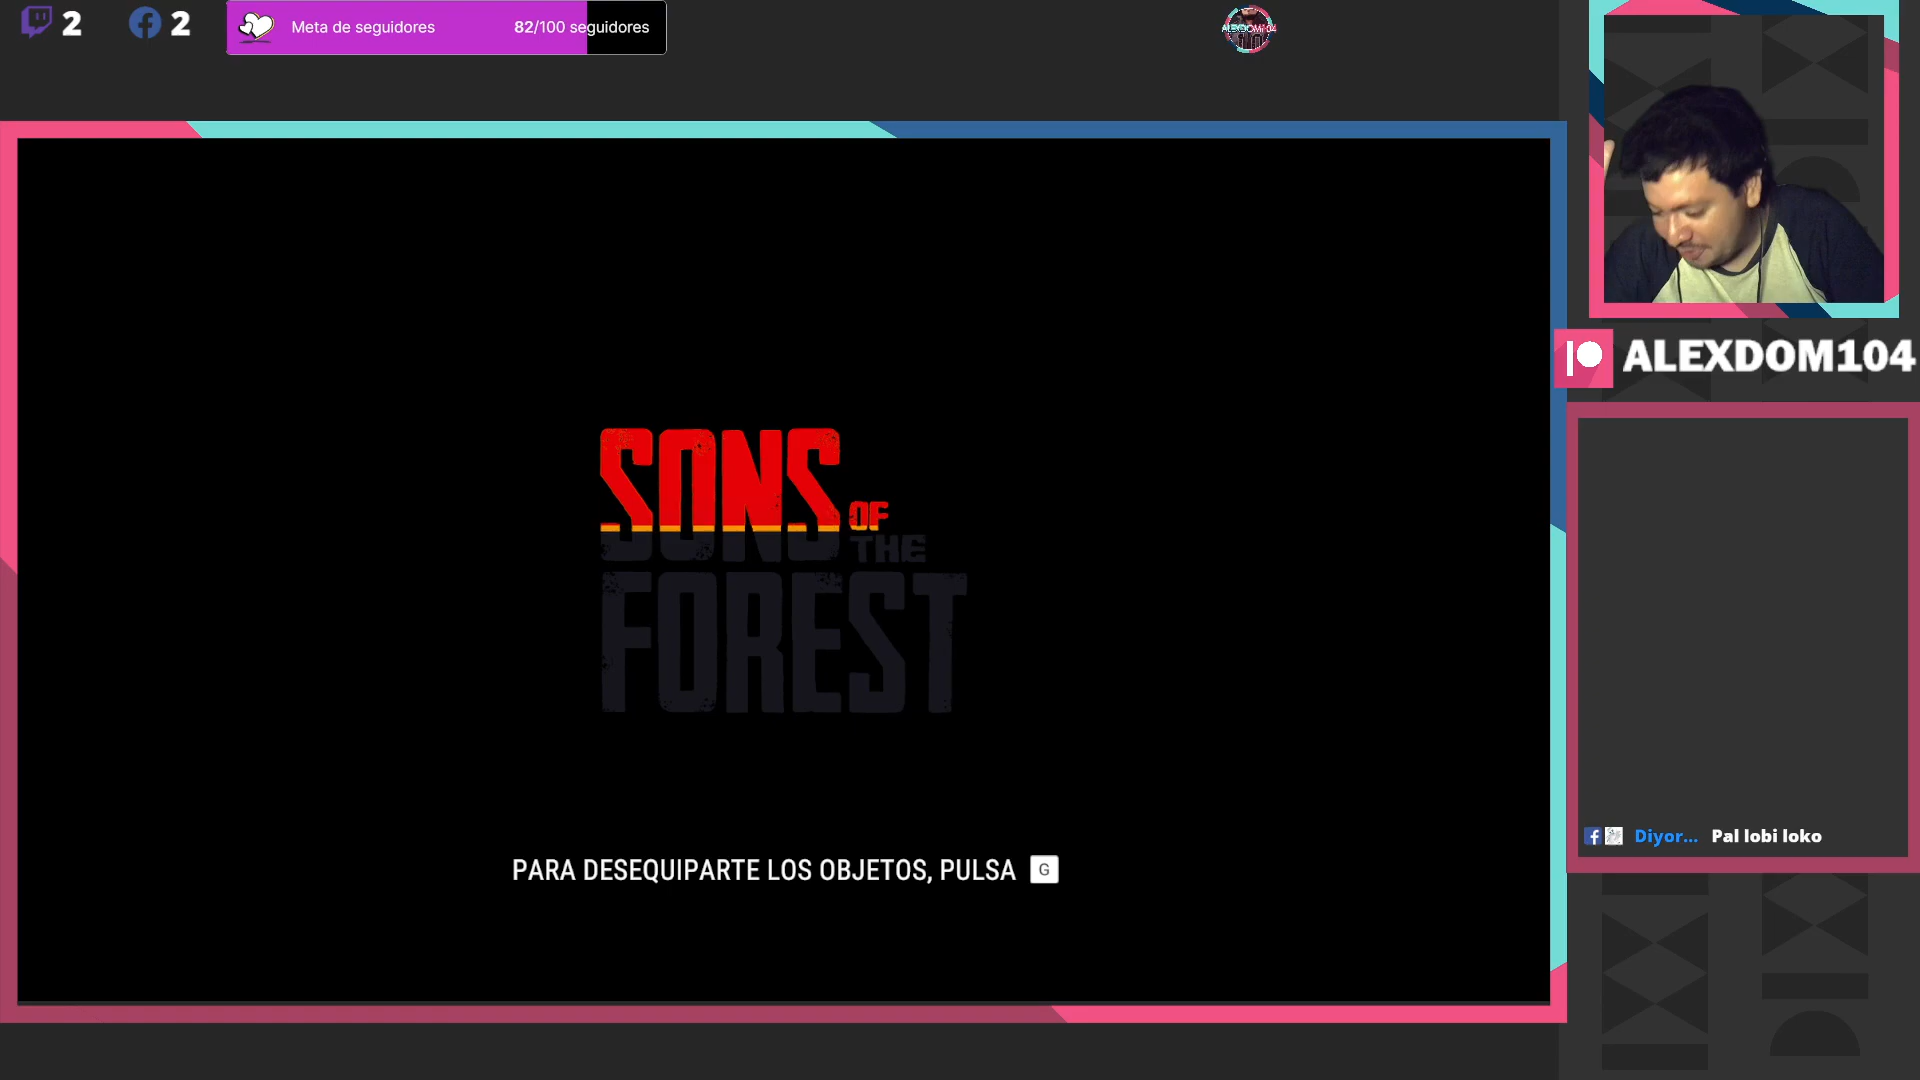 2
2
Meta de seguidores 82/100 seguidores
ALEXDOM104
ALEXDOM104
SONS OF
THE
FOREST
PARA DESEQUIPARTE LOS OBJETOS, PULSA G
Diyor... Pal lobi loko